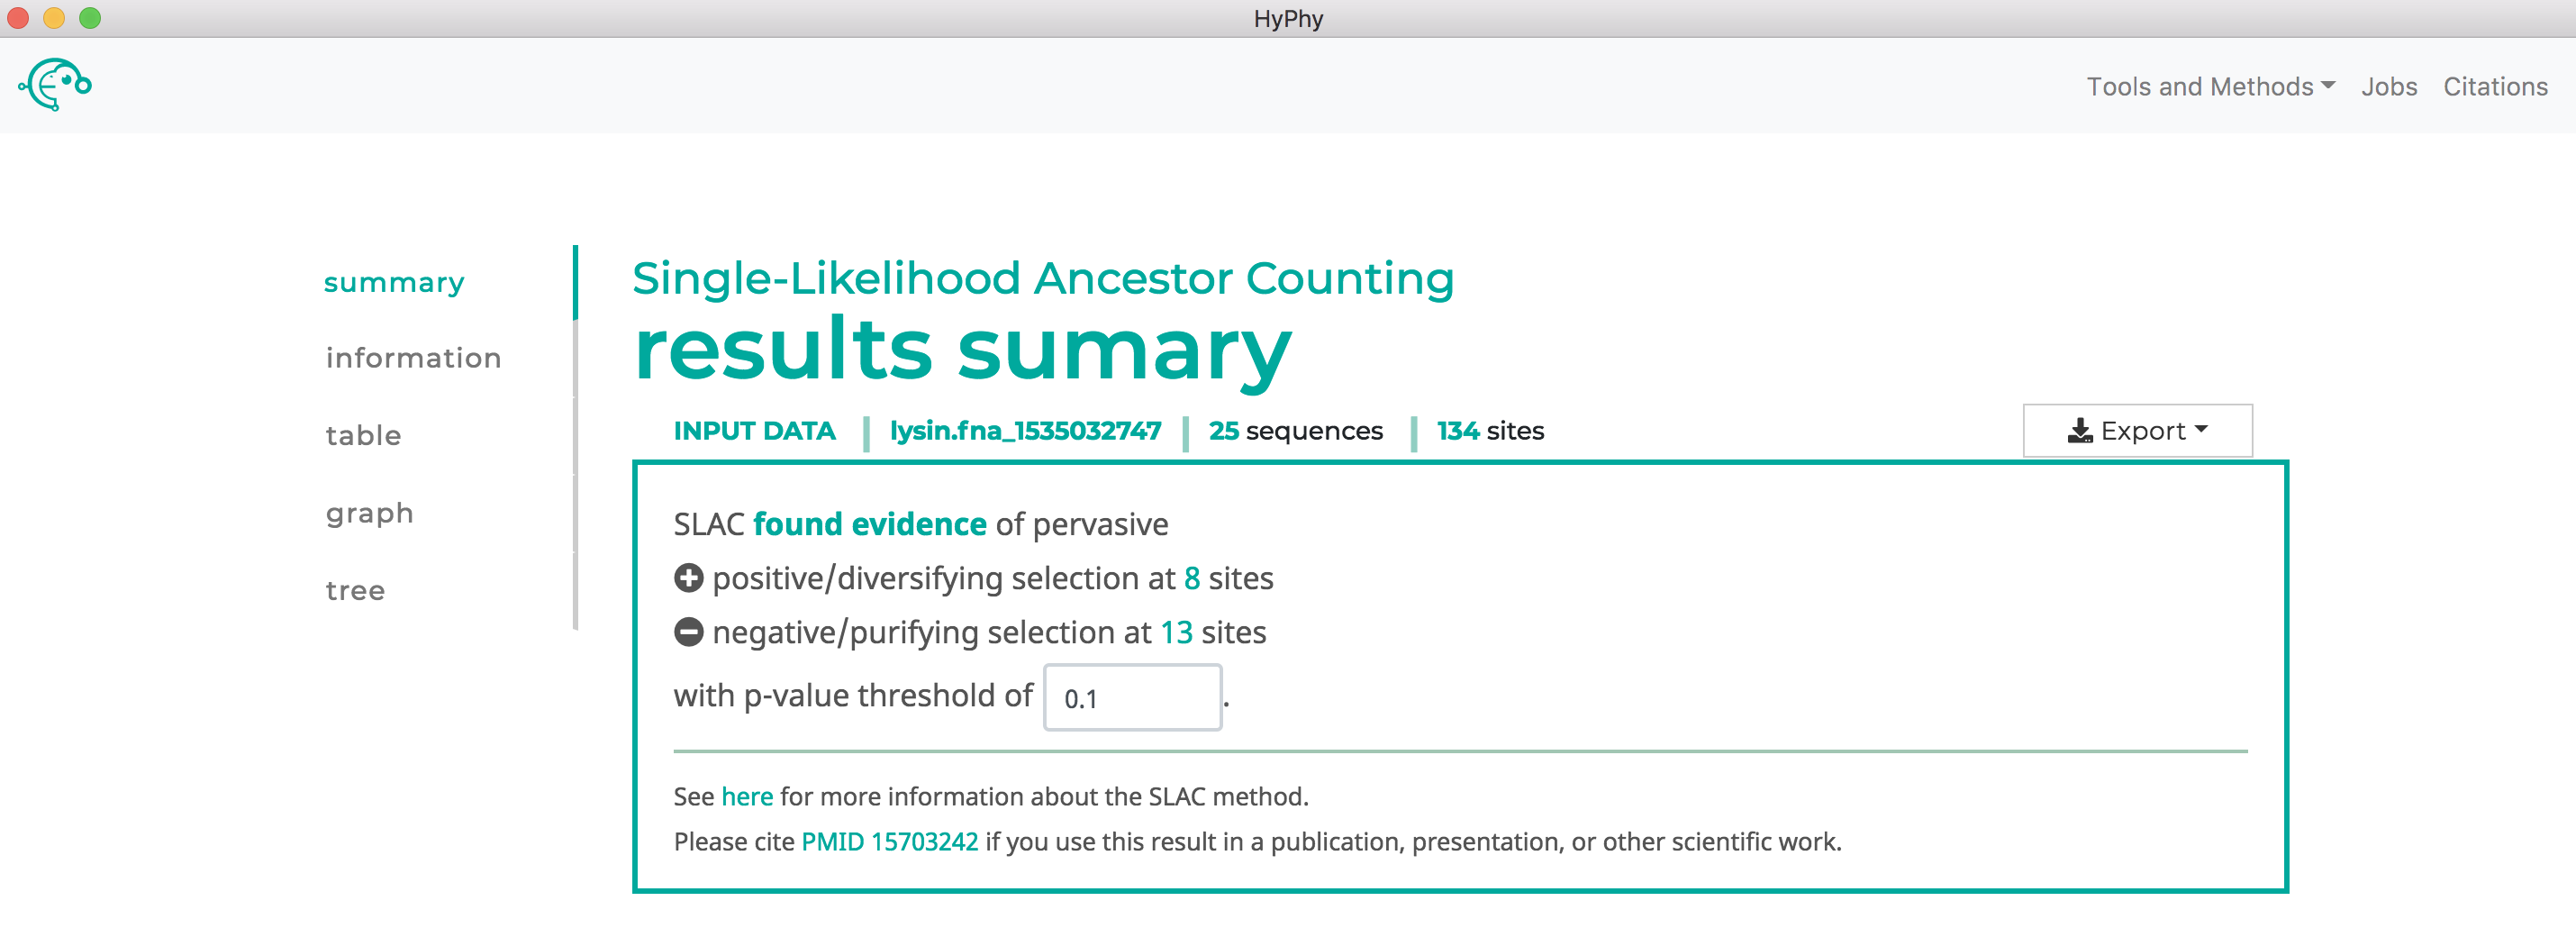 HyPhy
Tools and Methods Jobs Citations
summary
information
table
graph
tree
Single-Likelihood Ancestor Counting
results sumary
INPUT DATA lysin.fna_1535032747 25 sequences 134 sites
Export
SLAC found evidence of pervasive
positive/diversifying selection at 8 sites
negative/purifying selection at 13 sites
with p-value threshold of 0.1.
See here for more information about the SLAC method.
Please cite PMID 15703242 if you use this result in a publication, presentation, or other scientific work.